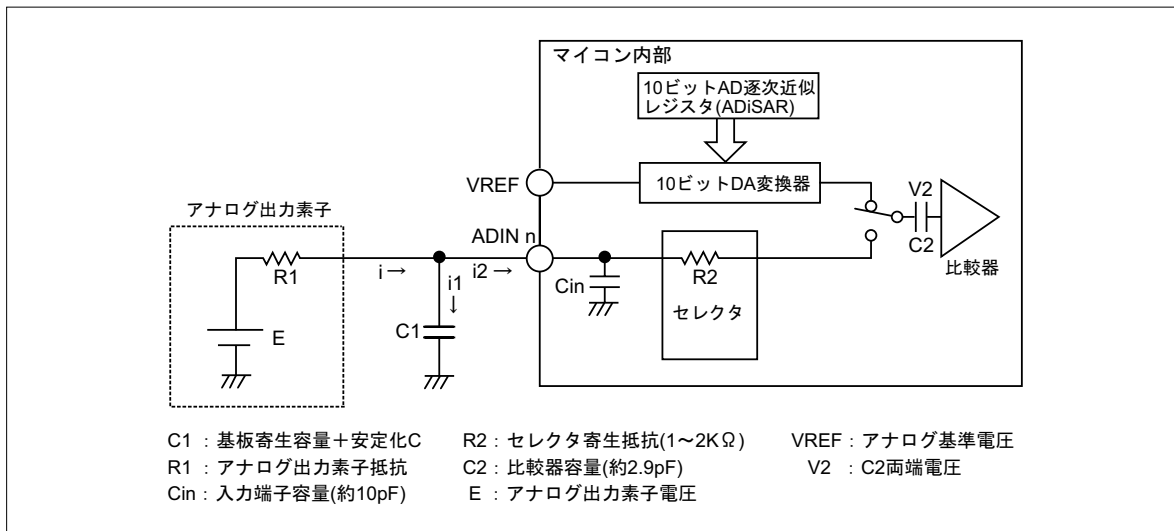 マイコン内部
10ビットAD逐次近似
レジスタ(ADiSAR)
VREF
10ビットDA変換器
V2
C2
比較器
アナログ出力素子
ADIN n
R1
i→
i1
↓
i2→
Cin
R2
セレクタ
E
C1
C1：基板寄生容量＋安定化C
R2：セレクタ寄生抵抗(1～2KΩ)
VREF：アナログ基準電圧
R1：アナログ出力素子抵抗
C2：比較器容量(約2.9pF)
V2：C2両端電圧
Cin：入力端子容量(約10pF)
E：アナログ出力素子電圧